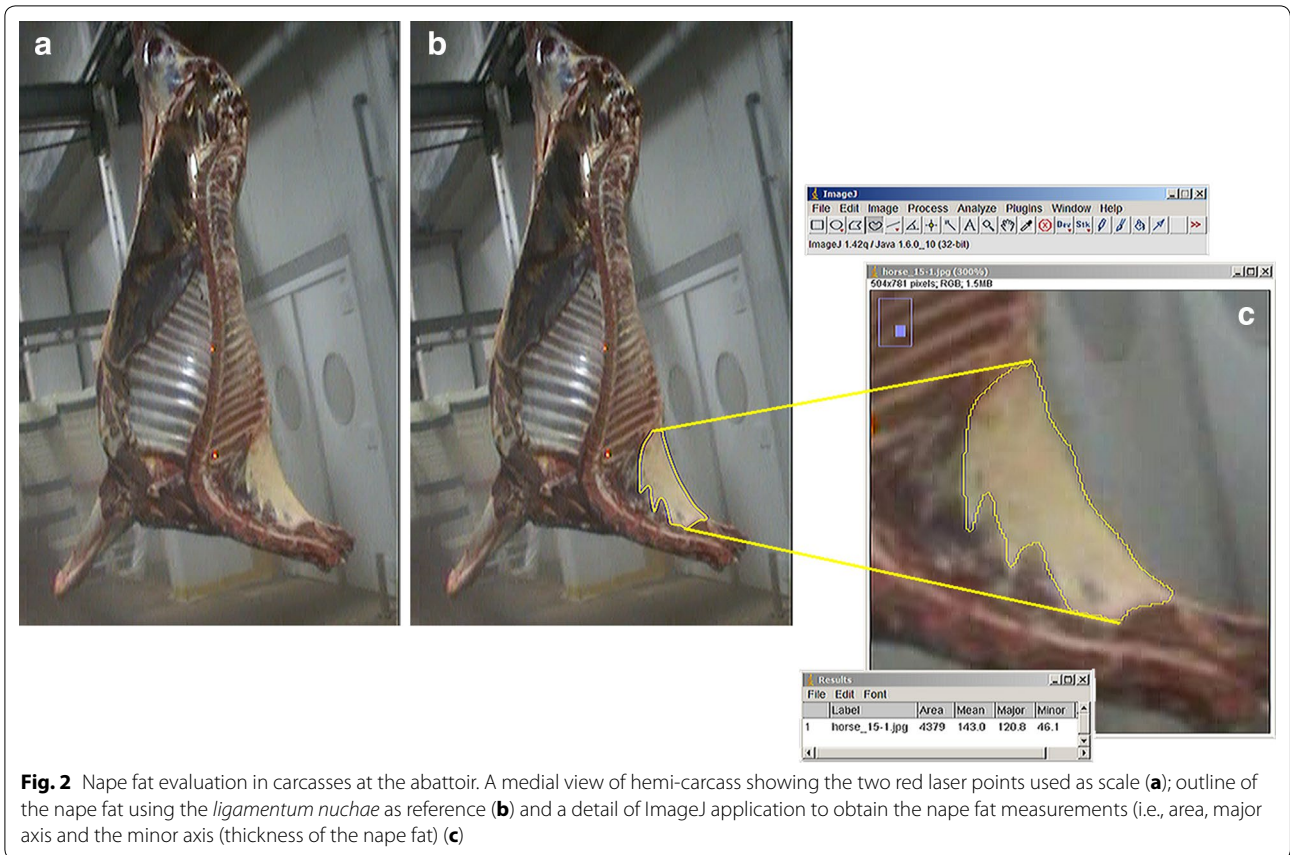 a
b
ImageJ
File Edit Image Process Analyze Plugins Window Help
Dev Stk >>
ImageJ 1.42q / Java 1.6.0_10 (32-bit)
horse_15-1.jpg (300%)
504x781 pixels; RGB; 1.5MB
c
Results
File Edit Font
Label Area Mean Major Minor
1 horse_15-1.jpg 4379 143.0 120.8 46.1
Fig. 2 Nape fat evaluation in carcasses at the abattoir. A medial view of hemi-carcass showing the two red laser points used as scale (a); outline of
the nape fat using the ligamentum nuchae as reference (b) and a detail of ImageJ application to obtain the nape fat measurements (i.e., area, major
axis and the minor axis (thickness of the nape fat) (c)